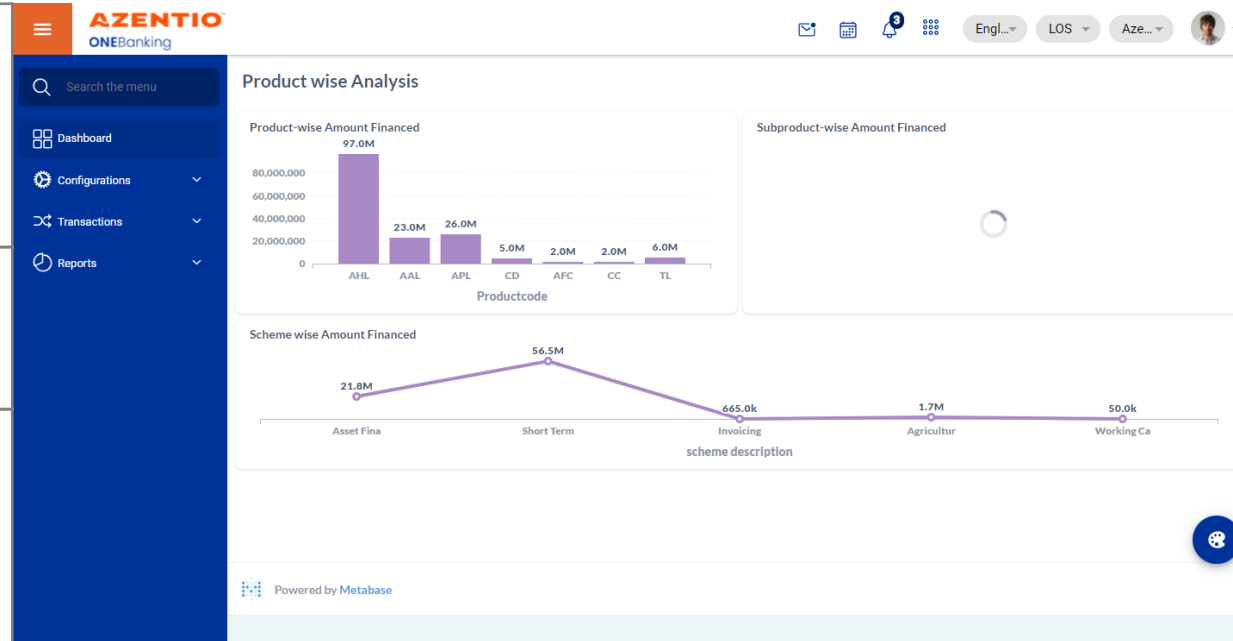 AZENTIO
ONEBanking
3
Engl...
LOS
Aze...
Search the menu
Dashboard
Configurations
Transactions
Reports
Product wise Analysis
Product-wise Amount Financed
97.0M
80,000,000
60,000,000
40,000,000
20,000,000
0
23.0M
26.0M
5.0M
2.0M
2.0M
6.0M
AHL
AAL
APL
CD
AFC
CC
TL
Productcode
Subproduct-wise Amount Financed
Scheme wise Amount Financed
21.8M
56.5M
665.0k
1.7M
50.0k
Asset Fina
Short Term
Invoicing
Agricultur
Working Ca
scheme description
Powered by Metabase